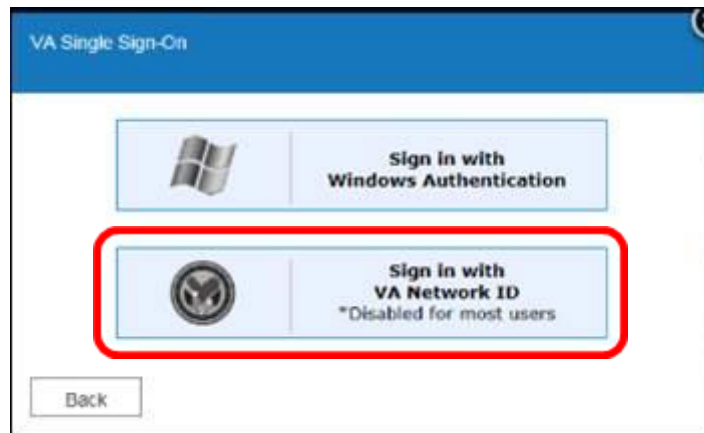 VA Single Sign-On
Sign in with
Windows Authentication
Sign in with
VA Network ID
*Disabled for most users
Back